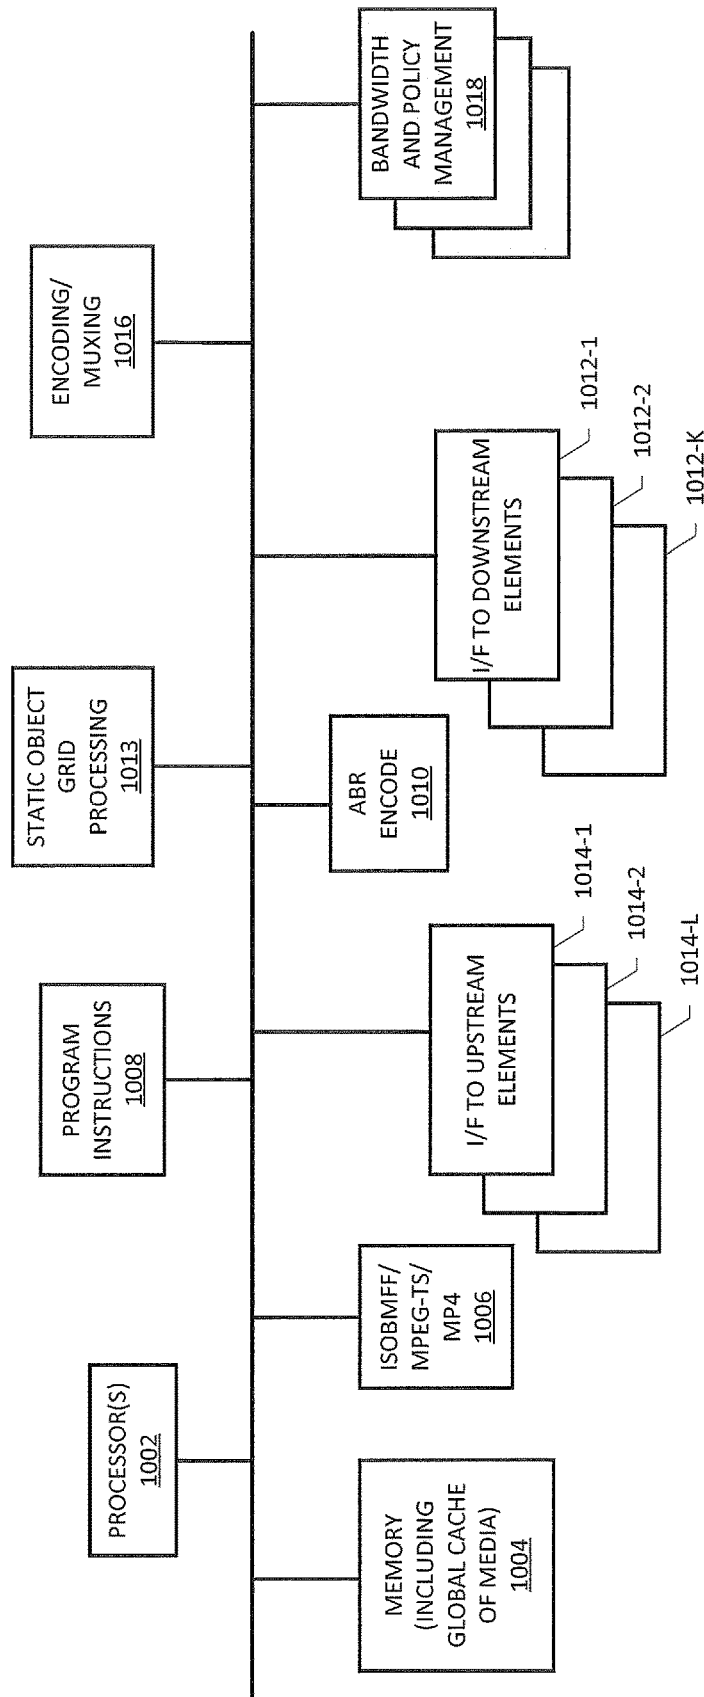 PROCESSOR(S)
1002
PROGRAM
INSTRUCTIONS
1008
STATIC OBJECT
GRID
PROCESSING
1013
ENCODING/
MUXING
1016
MEMORY
(INCLUDING
GLOBAL CACHE
OF MEDIA)
1004
ISOBMFF/
MPEG-TS/
MP4
1006
I/F TO UPSTREAM
ELEMENTS
1014-1
1014-2
1014-L
ABR
ENCODE
1010
I/F TO DOWNSTREAM
ELEMENTS
1012-1
1012-2
1012-K
BANDWIDTH
AND POLICY
MANAGEMENT
1018